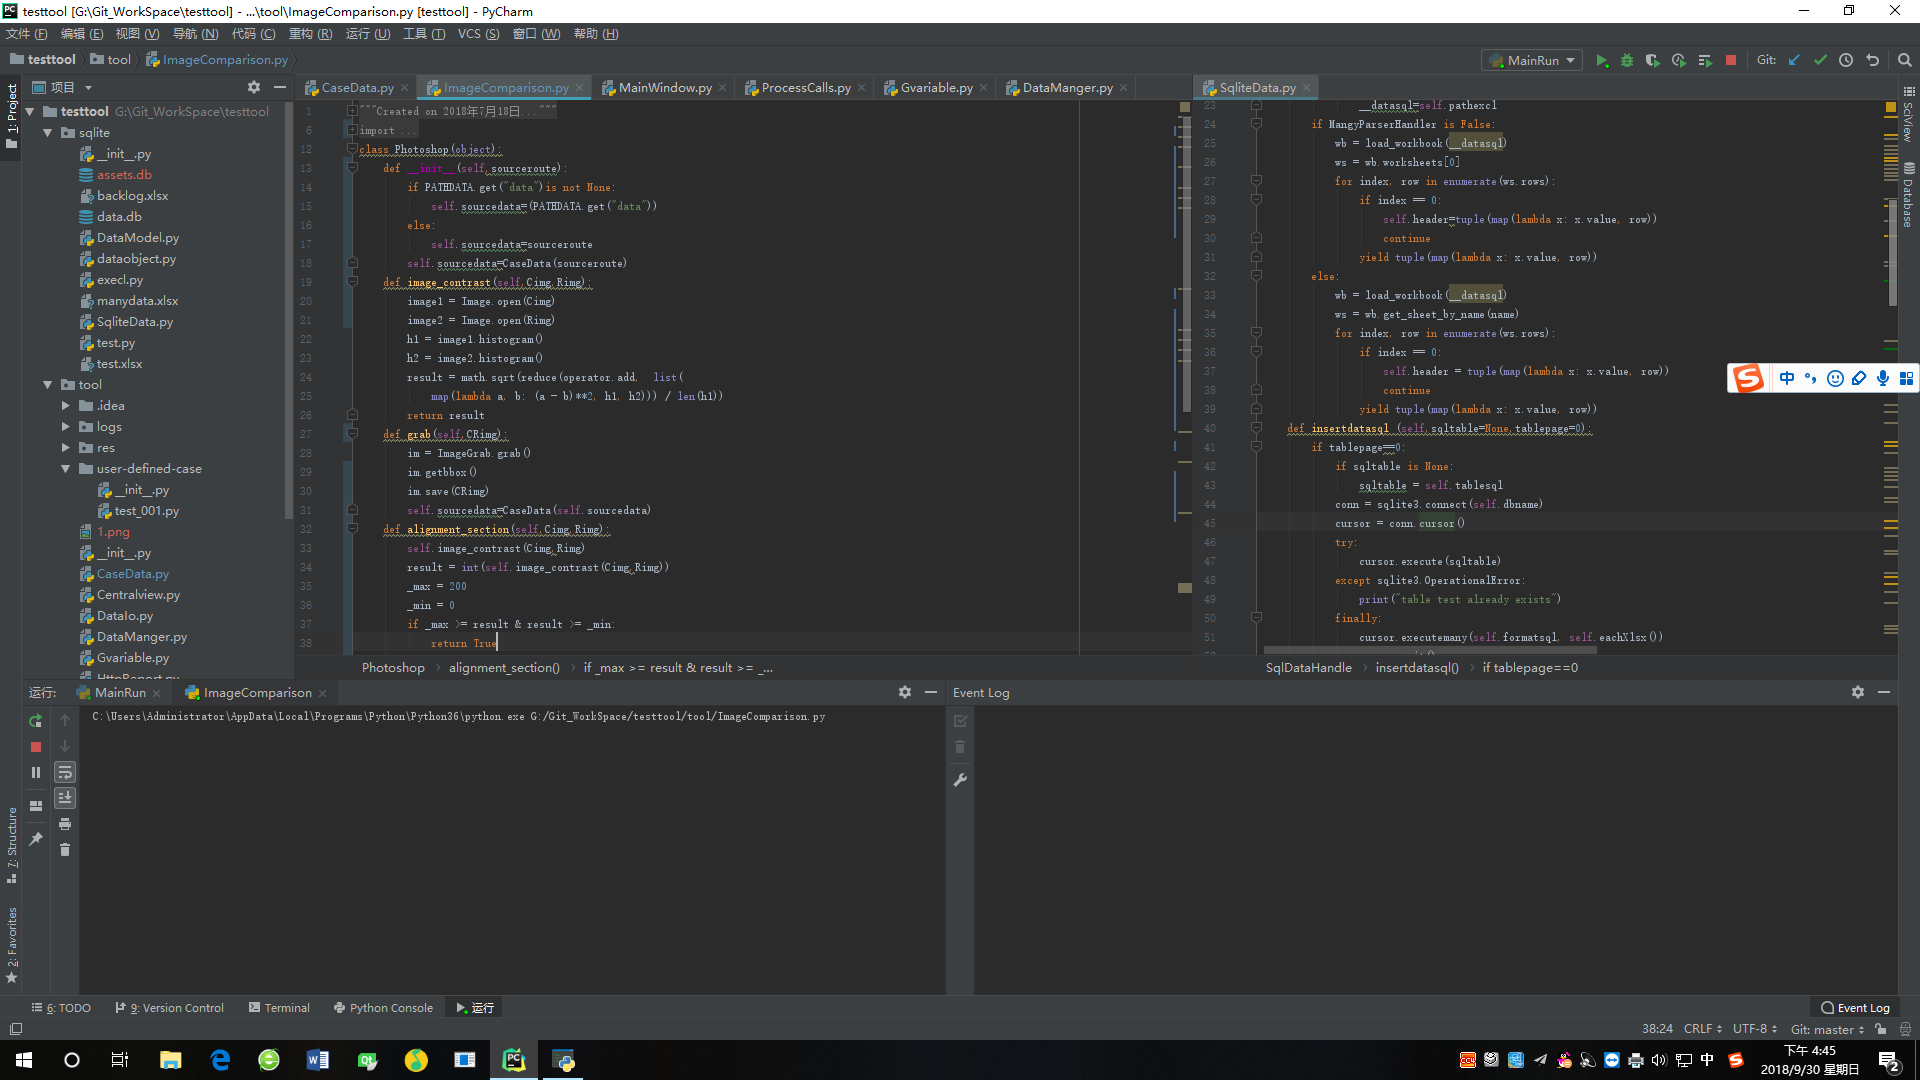 testtool [G:\Git_WorkSpace\testtool] - ...\tool\ImageComparison.py [testtool] - PyCharm
文件 (F) 编辑 (E) 视图 (V) 导航 (N) 代码 (C) 重构 (R) 运行 (U) 工具 (T) VCS (S) 窗口 (W) 帮助 (H)
testtool tool ImageComparison.py
MainRun
Git:
1: Project
项目
testtool G:\Git_WorkSpace\testtool
sqlite
__init__.py
assets.db
backlog.xlsx
data.db
DataModel.py
dataobject.py
execl.py
manydata.xlsx
SqliteData.py
test.py
test.xlsx
tool
.idea
logs
res
user-defined-case
__init__.py
test_001.py
1.png
__init__.py
CaseData.py
Centralview.py
DataIo.py
DataManger.py
Gvariable.py
HttpReport.py
CaseData.py ImageComparison.py MainWindow.py ProcessCalls.py Gvariable.py DataManger.py
1 """Created on 2018年7月18日..."""
6 import ...
12 class Photoshop(object):
13 def __init__(self,sourceroute):
14 if PATHDATA.get("data")is not None:
15 self.sourcedata=(PATHDATA.get("data"))
16 else:
17 self.sourcedata=sourceroute
18 self.sourcedata=CaseData(sourceroute)
19 def image_contrast(self,Cimg,Rimg):
20 image1 = Image.open(Cimg)
21 image2 = Image.open(Rimg)
22 h1 = image1.histogram()
23 h2 = image2.histogram()
24 result = math.sqrt(reduce(operator.add, list(
25 map(lambda a, b: (a - b)**2, h1, h2))) / len(h1))
26 return result
27 def grab(self,CRimg):
28 im = ImageGrab.grab()
29 im.getbbox()
30 im.save(CRimg)
31 self.sourcedata=CaseData(self.sourcedata)
32 def alignment_section(self,Cimg,Rimg):
33 self.image_contrast(Cimg,Rimg)
34 result = int(self.image_contrast(Cimg,Rimg))
35 _max = 200
36 _min = 0
37 if _max >= result & result >= _min:
38 return True
Photoshop alignment_section() if _max >= result & result >= _...
SqliteData.py
23 __datasql=self.pathexcl
24 if MangyParserHandler is False:
25 wb = load_workbook(__datasql)
26 ws = wb.worksheets[0]
27 for index, row in enumerate(ws.rows):
28 if index == 0:
29 self.header=tuple(map(lambda x: x.value, row))
30 continue
31 yield tuple(map(lambda x: x.value, row))
32 else:
33 wb = load_workbook(__datasql)
34 ws = wb.get_sheet_by_name(name)
35 for index, row in enumerate(ws.rows):
36 if index == 0:
37 self.header = tuple(map(lambda x: x.value, row))
38 continue
39 yield tuple(map(lambda x: x.value, row))
40 def insertdatasql (self,sqltable=None,tablepage=0):
41 if tablepage==0:
42 if sqltable is None:
43 sqltable = self.tablesql
44 conn = sqlite3.connect(self.dbname)
45 cursor = conn.cursor()
46 try:
47 cursor.execute(sqltable)
48 except sqlite3.OperationalError:
49 print("table test already exists")
50 finally:
51 cursor.executemany(self.formatsql, self.eachXlsx())
SqlDataHandle insertdatasql() if tablepage==0
SciView
Database
中
运行: MainRun ImageComparison
C:\Users\Administrator\AppData\Local\Programs\Python\Python36\python.exe G:/Git_WorkSpace/testtool/tool/ImageComparison.py
Event Log
7: Structure
2: Favorites
6: TODO 9: Version Control Terminal Python Console 运行
Event Log
38:24 CRLF UTF-8 Git: master
中
下午 4:45
2018/9/30 星期日
2